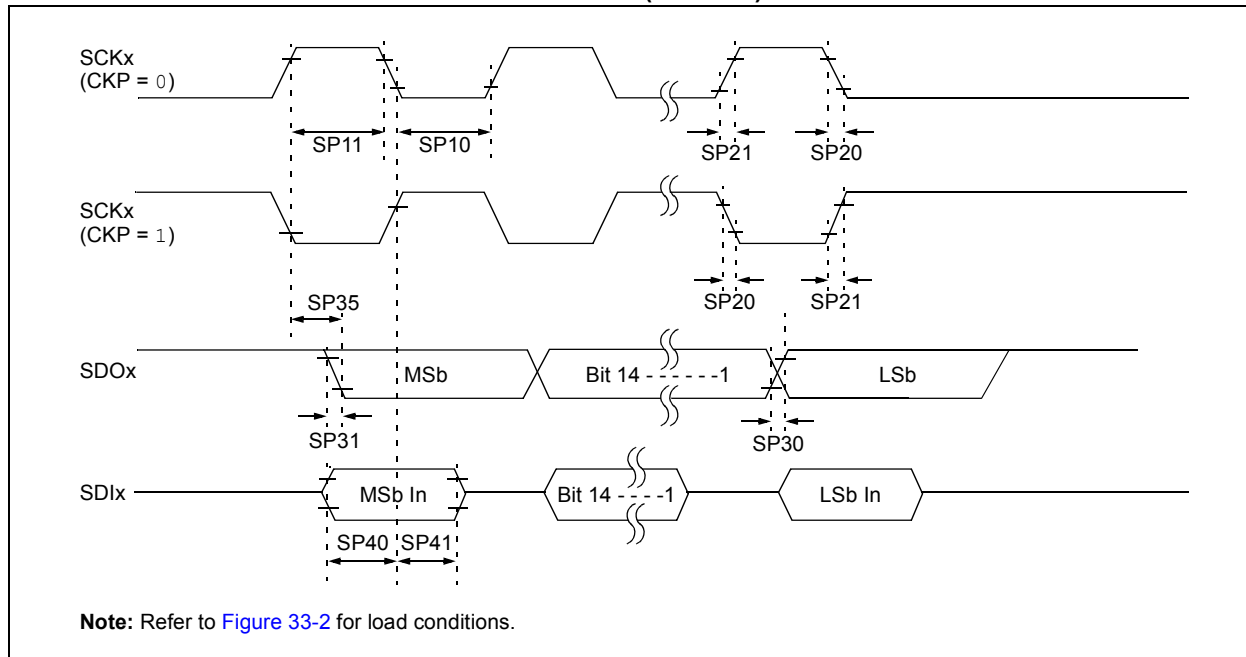 SCKx
(CKP = 0)
SP11
SP10
SP21
SP20
SCKx
(CKP = 1)
SP35
SP20
SP21
SDOx
MSb
Bit 14 - - - - - -1
LSb
SP31
SP30
SDIx
MSb In
Bit 14 - - - -1
LSb In
SP40
SP41
Note: Refer to Figure 33-2 for load conditions.